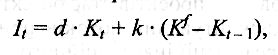 I_t = d · K_t + k · (K^f – K_{t – 1}),